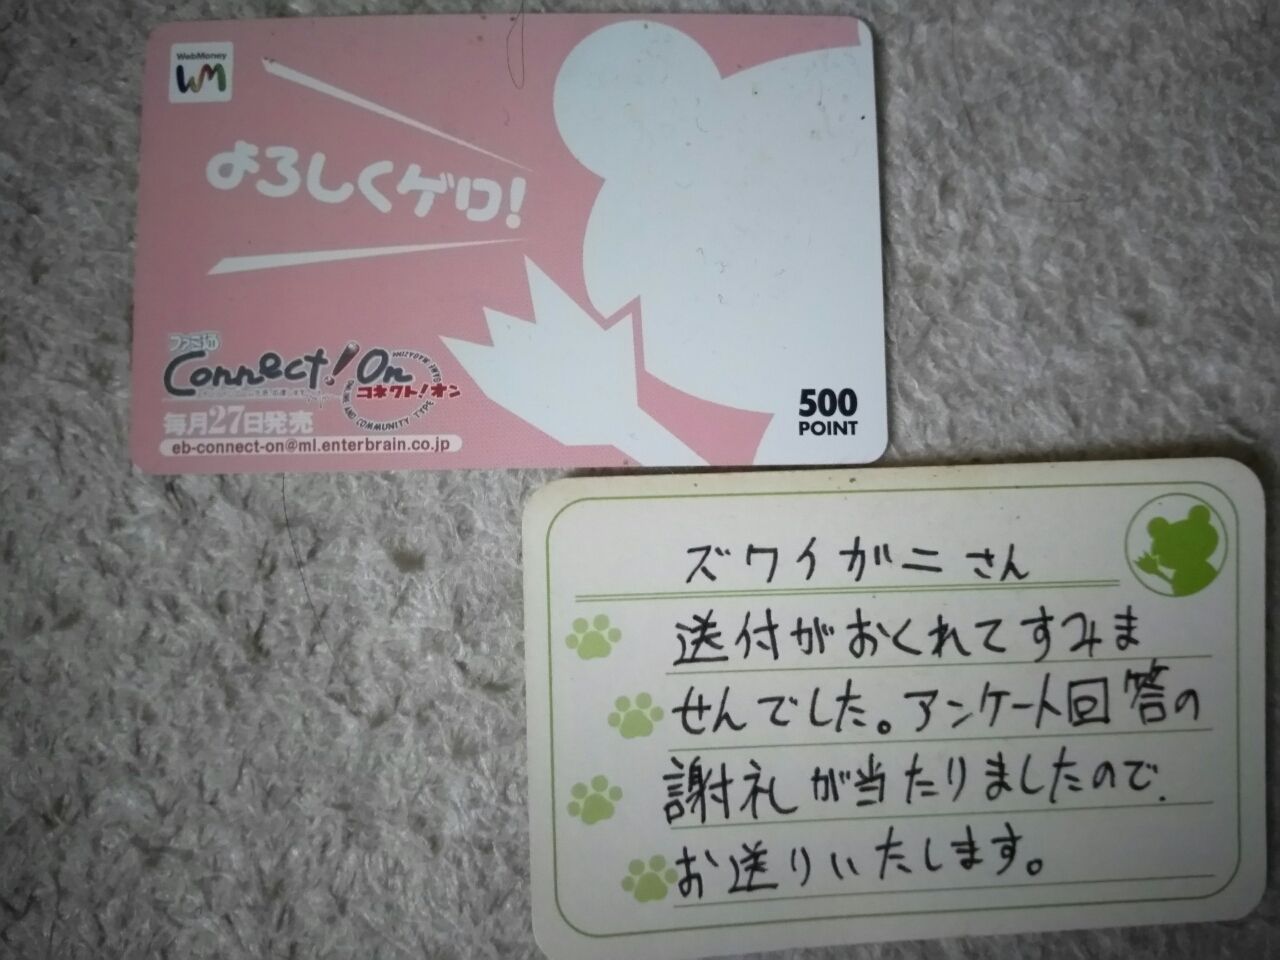 WebMoney
よろしくゲロ!
ファミ通
Connect!On
コネクト!オン
毎月27日発売
eb-connect-on@ml.enterbrain.co.jp
500
POINT
ズワイガニさん
送付がおくれてすみま
せんでした。アンケート回答の
謝礼が当たりましたので、
お送りいたします。